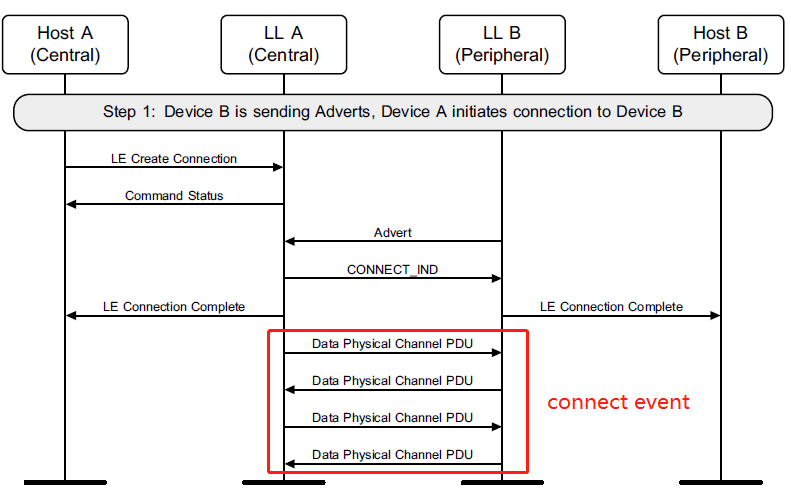 Host A
(Central)
LL A
(Central)
LL B
(Peripheral)
Host B
(Peripheral)
Step 1: Device B is sending Adverts, Device A initiates connection to Device B
LE Create Connection
Command Status
Advert
CONNECT_IND
LE Connection Complete
LE Connection Complete
Data Physical Channel PDU
Data Physical Channel PDU
connect event
Data Physical Channel PDU
Data Physical Channel PDU